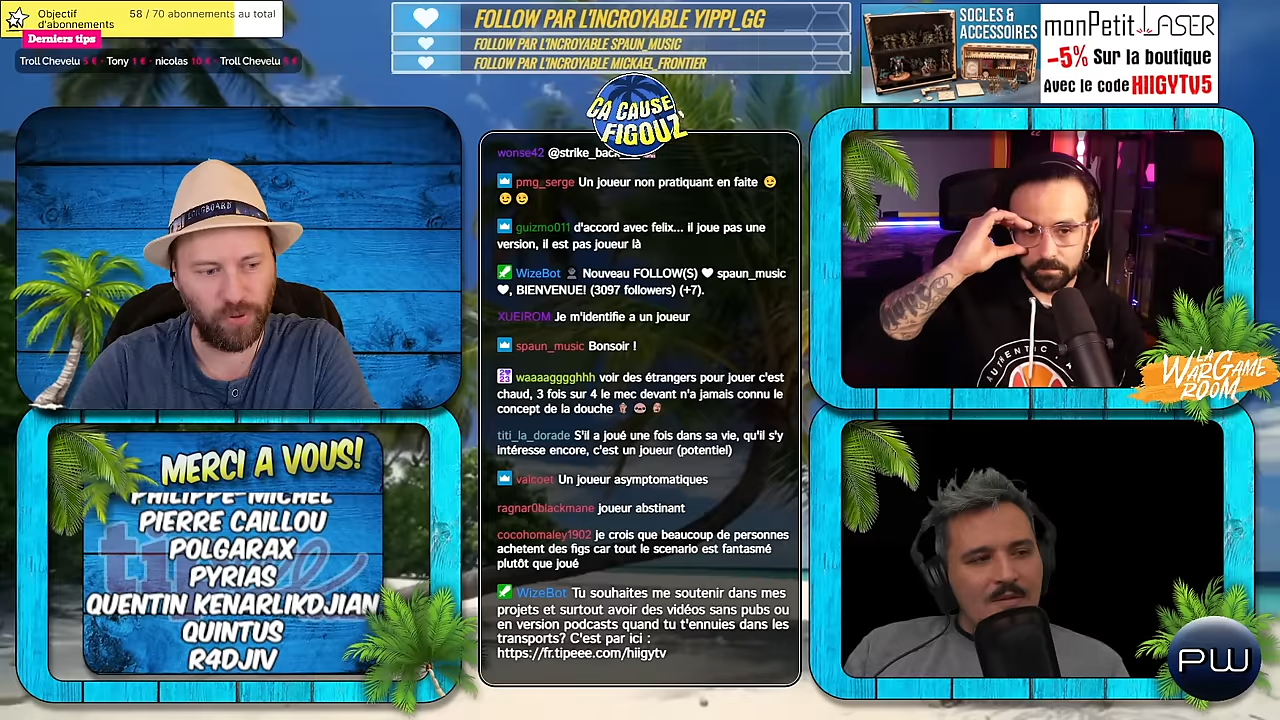 Objectif
d'abonnements
58 / 70 abonnements au total
Derniers tips
Troll Chevelu 5 € · Tony 1 € · nicolas 10 € · Troll Chevelu 5 €
FOLLOW PAR L'INCROYABLE YIPPI_GG
FOLLOW PAR L'INCROYABLE SPAUN_MUSIC
FOLLOW PAR L'INCROYABLE MICKAEL_FRONTIER
SOCLES &
ACCESSOIRES
monPetit LASER
-5% Sur la boutique
Avec le code HIIGYTV5
ÇA CAUSE
FIGOUZ'
LONGBOARD
wonse42 @strike_back
pmg_serge Un joueur non pratiquant en faite 😉
😉 😉
guizmo011 d'accord avec felix... il joue pas une
version, il est pas joueur là
WizeBot Nouveau FOLLOW(S) ♥ spaun_music
♥, BIENVENUE! (3097 followers) (+7).
XUEIROM Je m'identifie a un joueur
spaun_music Bonsoir !
waaaagggghhh voir des étrangers pour jouer c'est
chaud, 3 fois sur 4 le mec devant n'a jamais connu le
concept de la douche
titi_la_dorade S'il a joué une fois dans sa vie, qu'il s'y
intéresse encore, c'est un joueur (potentiel)
valcoet Un joueur asymptomatiques
ragnar0blackmane joueur abstinant
cocohomaley1902 je crois que beaucoup de personnes
achetent des figs car tout le scenario est fantasmé
plutôt que joué
WizeBot Tu souhaites me soutenir dans mes
projets et surtout avoir des vidéos sans pubs ou
en version podcasts quand tu t'ennuies dans les
transports? C'est par ici :
https://fr.tipeee.com/hiigytv
AUTHENTIC
LA
WARGAME
ROOM
MERCI A VOUS!
PHILIPPE MICHEL
PIERRE CAILLOU
POLGARAX
PYRIAS
QUENTIN KENARLIKDJIAN
QUINTUS
R4DJIV
PW